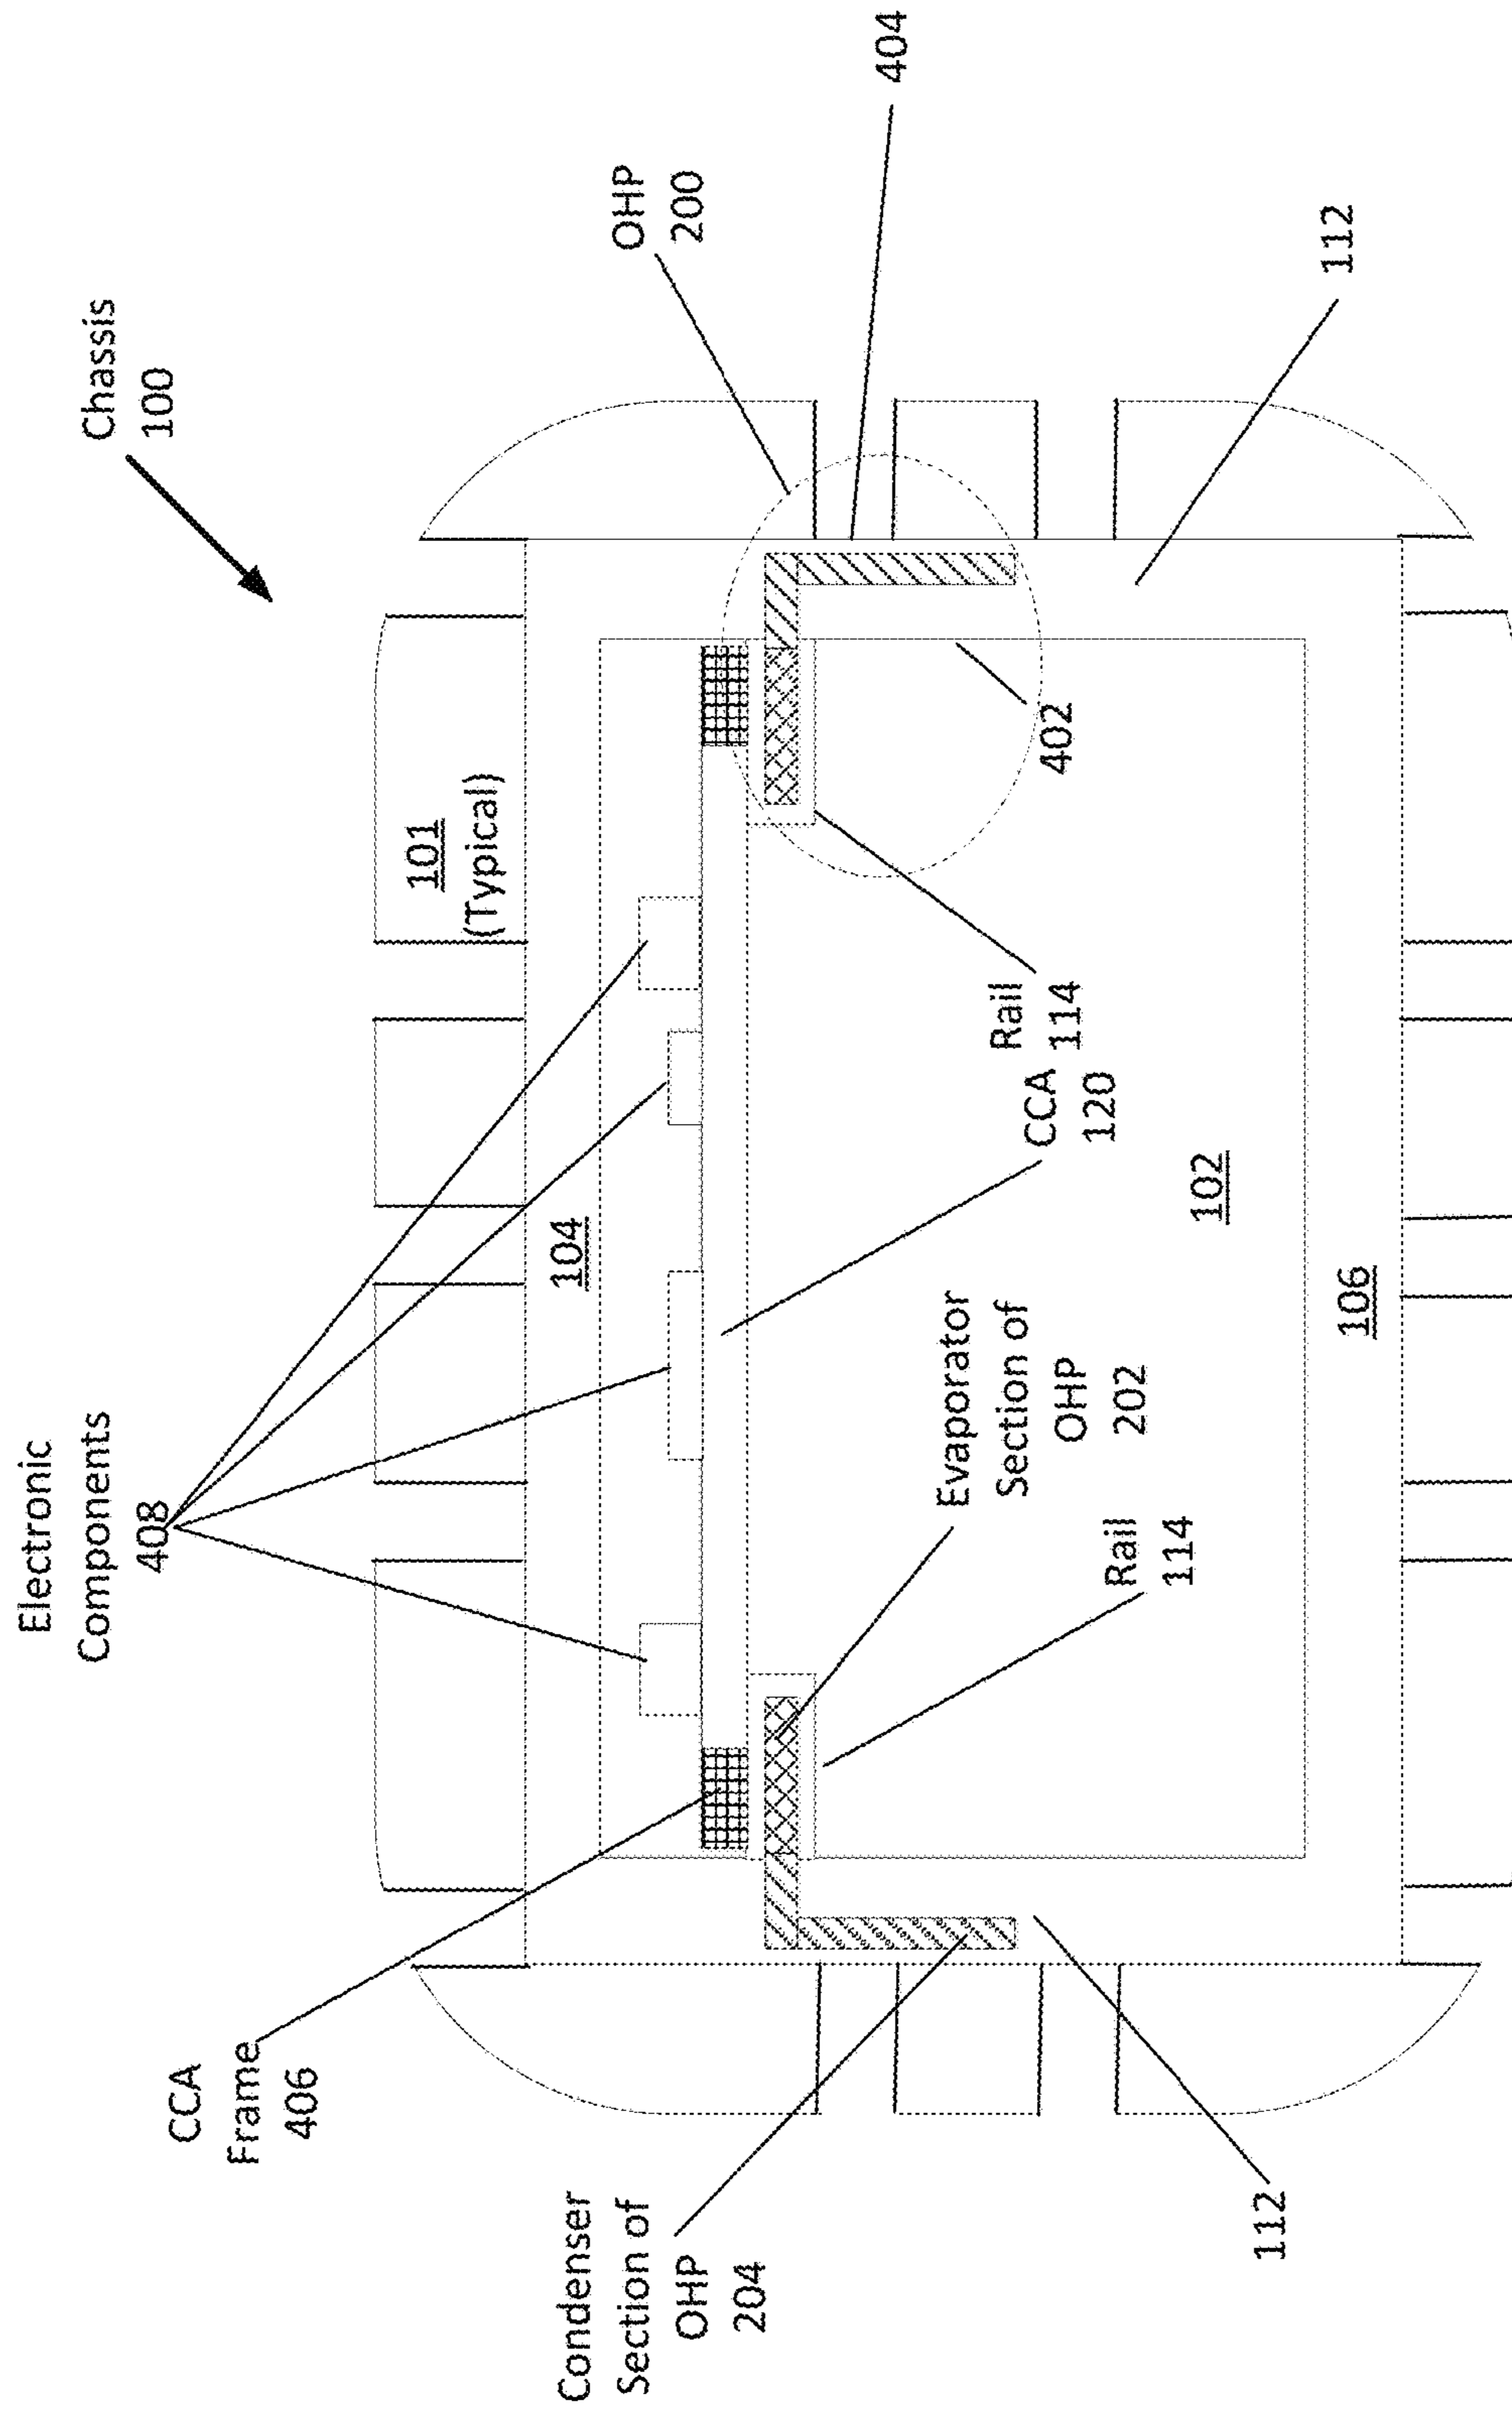 Electronic
Components
408
Chassis
100
CCA
Frame
406
101
(Typical)
OHP
200
104
404
Condenser
Section of
OHP
204
Evaporator
Section of
OHP
202
Rail
114
CCA
120
Rail
114
402
102
106
112
112